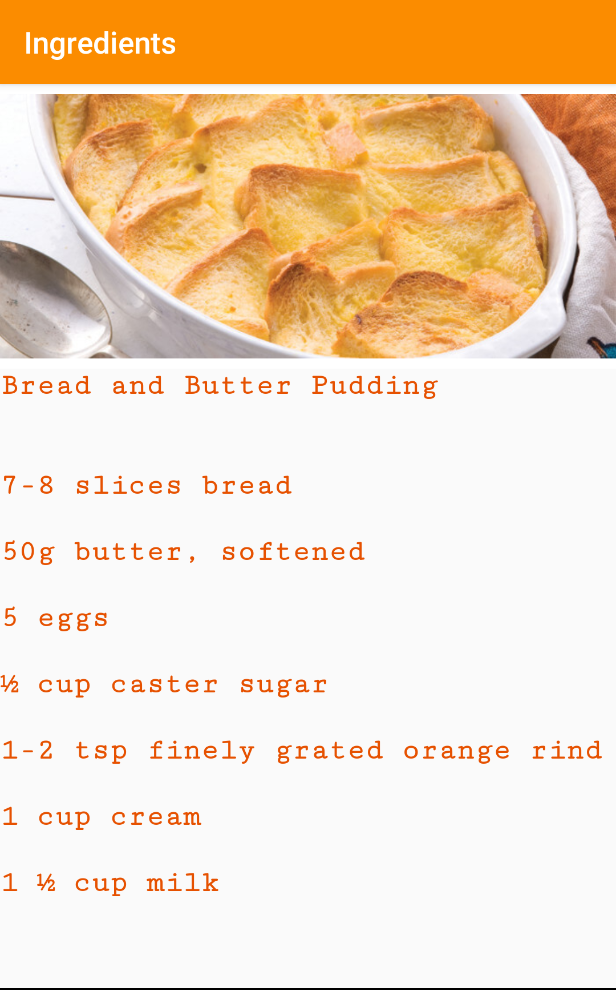 Ingredients
Bread and Butter Pudding
7-8 slices bread
50g butter, softened
5 eggs
½ cup caster sugar
1-2 tsp finely grated orange rind
1 cup cream
1 ½ cup milk